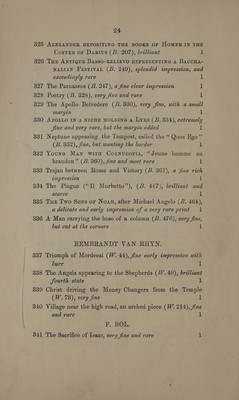 24
325 ALEXANDER DEPOSITING THE BOOKS OF HOMER IN THE
COFFER OF DARIUS (B. 207), brilliant 1
326 THE ANTIQUE BASSO-RELIEVO REPRESENTING A BACCHA-
NALIAN FESTIVAL (B. 249), splendid impression, and
exceedingly rare 1
327 The Parnassus (B. 247), a fine clear impression 1
328 Poetry (B. 328), very fine and rare 1
329 The Apollo Belvedere (B. 330), very fine, with a small
margin 1
330 APOLLO IN A NICHE HOLDING A LYRE (B. 334), extremely
fine and very rare, but the margin added 1
331 Neptune appeasing the Tempest, called the "Quos Ego"
(B. 352), fine, but wanting the border 1
332 YOUNG MAN WITH CORNUCOPIA, "Jeune homme au
brandon" (B. 360), fine and most rare 1
333 Trajan between Rome and Victory (B. 361), a fine rich
impression 1
334 The Plague ("Il Morbetto"), (B. 417), brilliant and
scarce 1
335 THE TWO SONS OF NOAH, after Michael Angelo (B. 464),
a delicate and early impression of a very rare print 1
336 A Man carrying the base of a column (B. 476), very fine,
but cut at the corners 1
REMBRANDT VAN RHYN.
337 Triumph of Mordecai (W. 44), fine early impression with
burr 1
338 The Angels appearing to the Shepherds (W. 49), brilliant
fourth state 1
339 Christ driving the Money Changers from the Temple
(W. 73), very fine 1
340 Village near the high road, an arched piece (W. 214), fine
and rare 1
F. BOL.
341 The Sacrifice of Isaac, very fine and rare 1